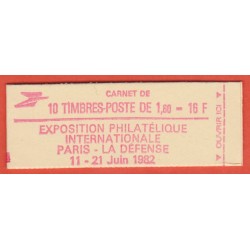 CARNET DE
10 TIMBRES-POSTE DE 1,60 = 16 F
EXPOSITION PHILATÉLIQUE
INTERNATIONALE
PARIS - LA DÉFENSE
11 - 21 Juin 1982
OUVRIR ICI